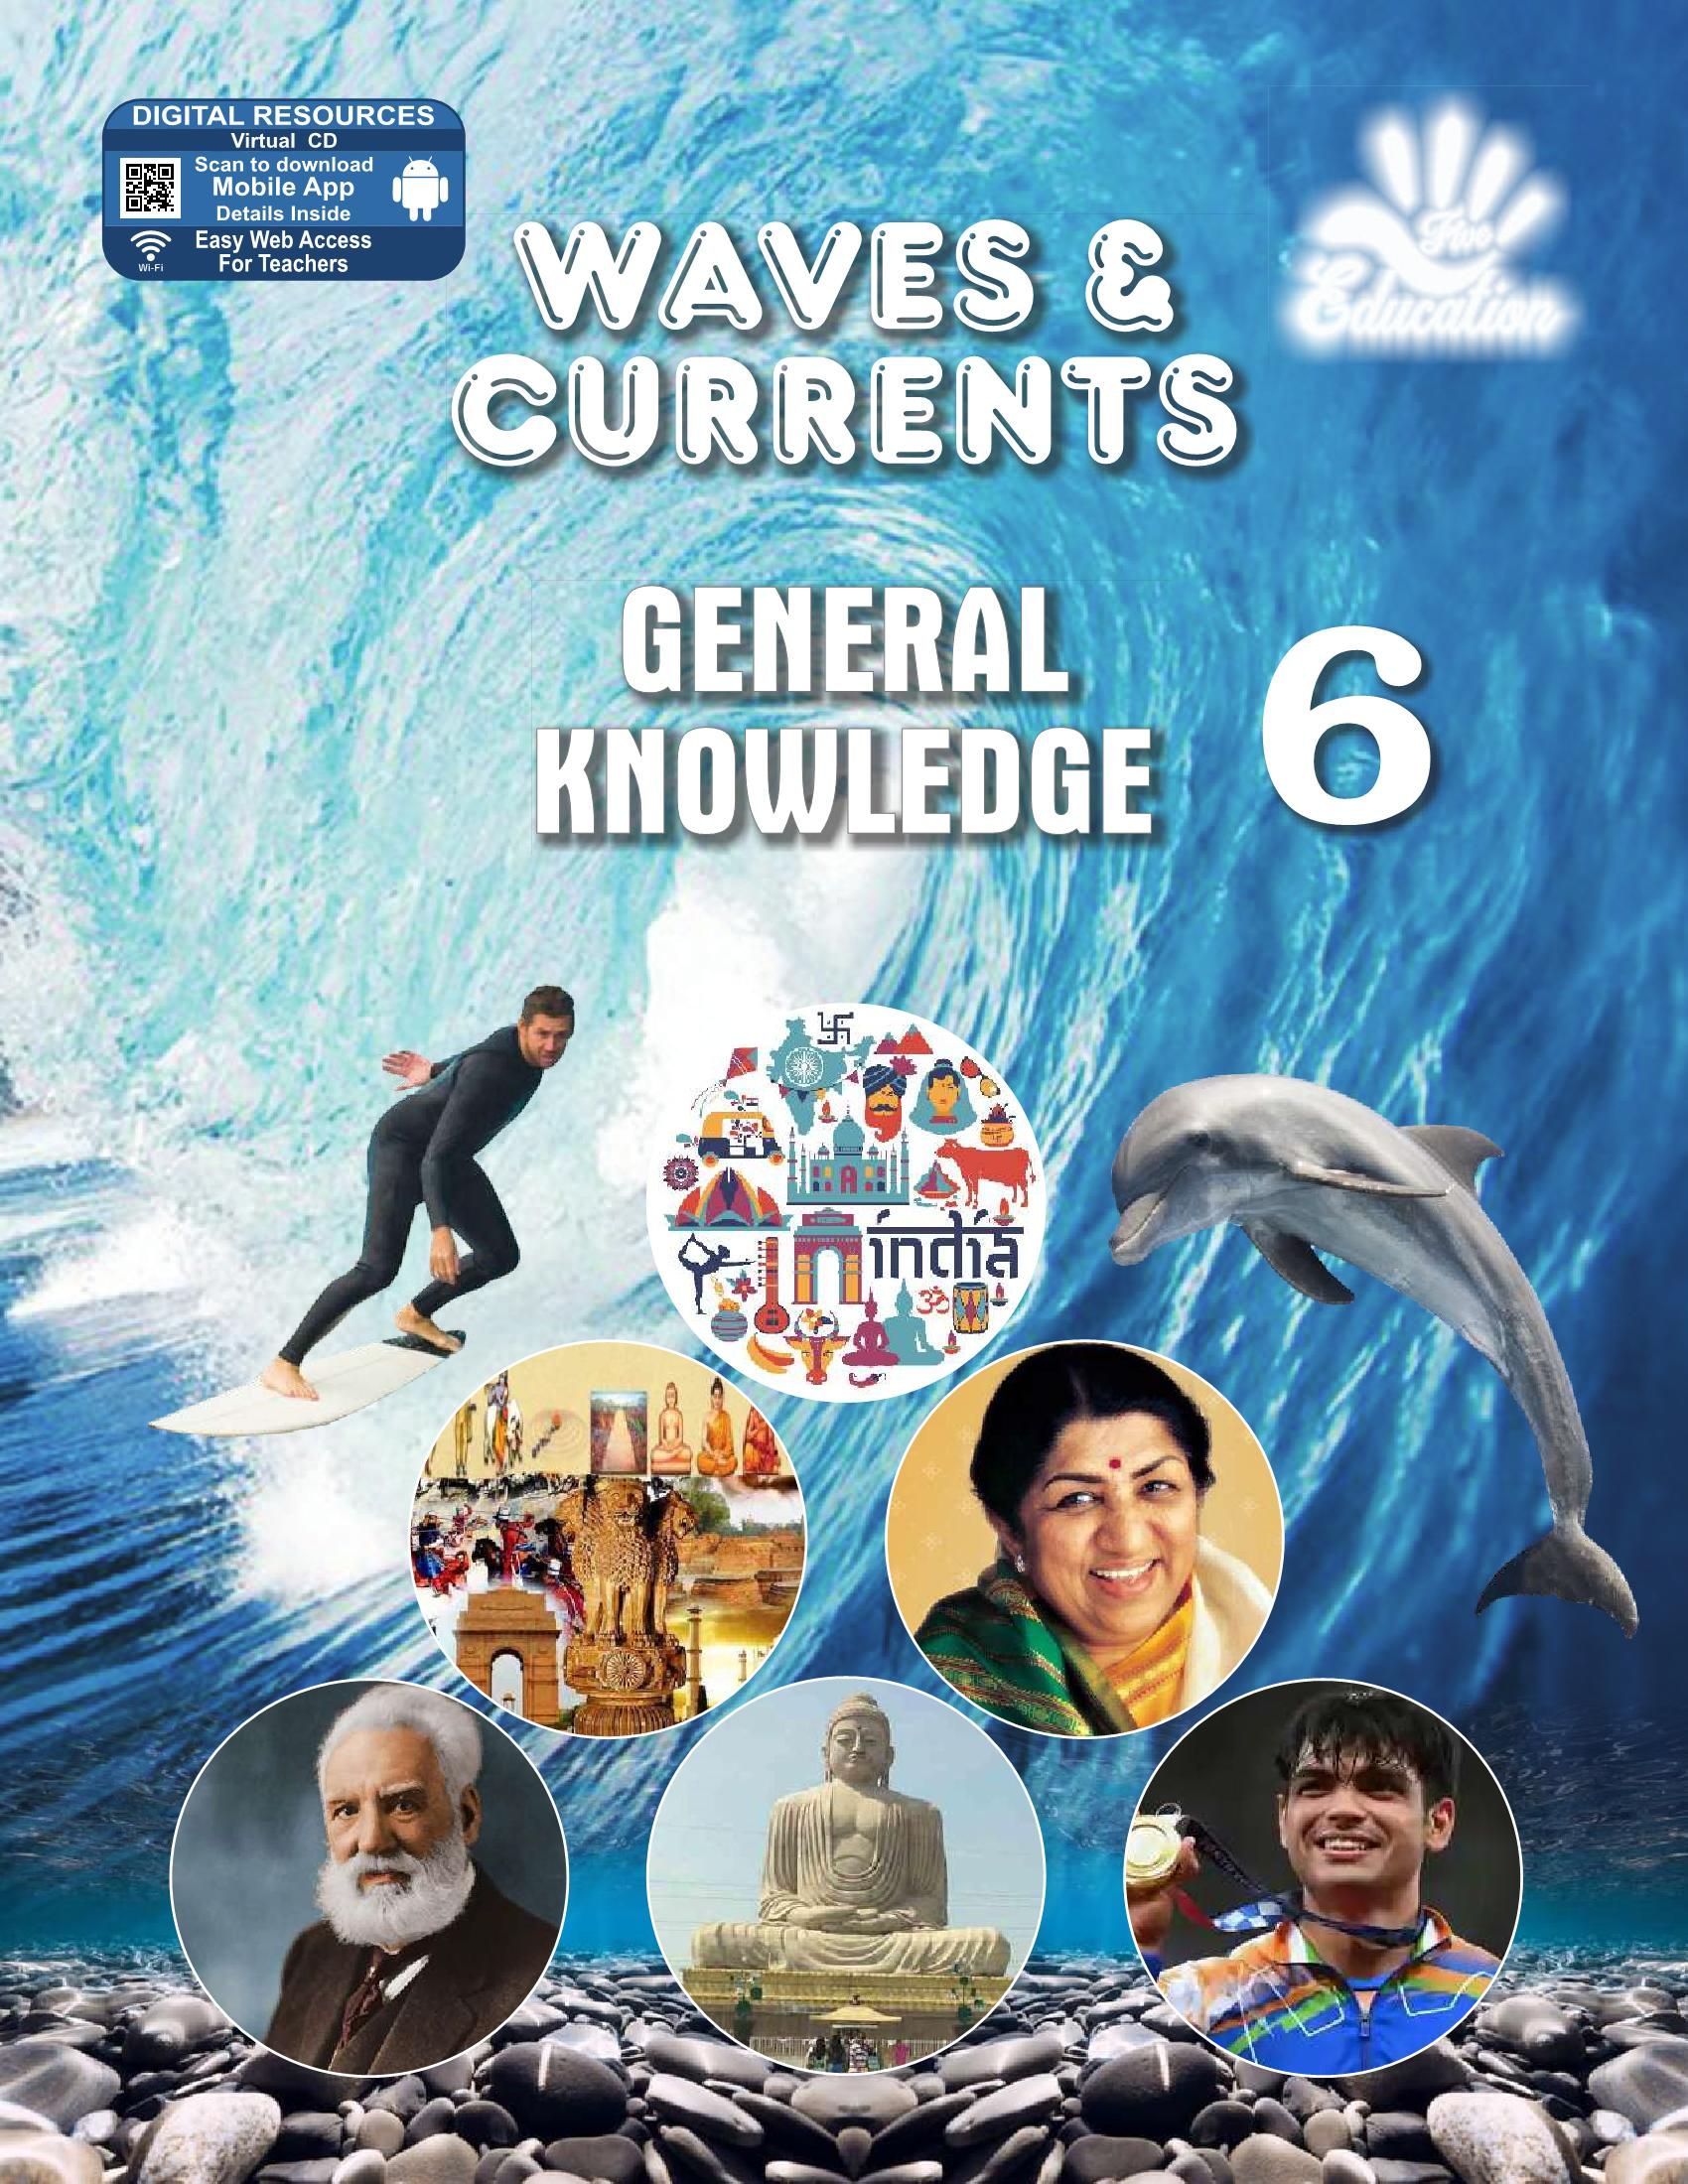 DIGITAL RESOURCES
Virtual CD
Scan to download
Mobile App
Details Inside
Wi-Fi
Easy Web Access
For Teachers
Five
Education
WAVES &
CURRENTS
GENERAL
KNOWLEDGE
6
india
ॐ